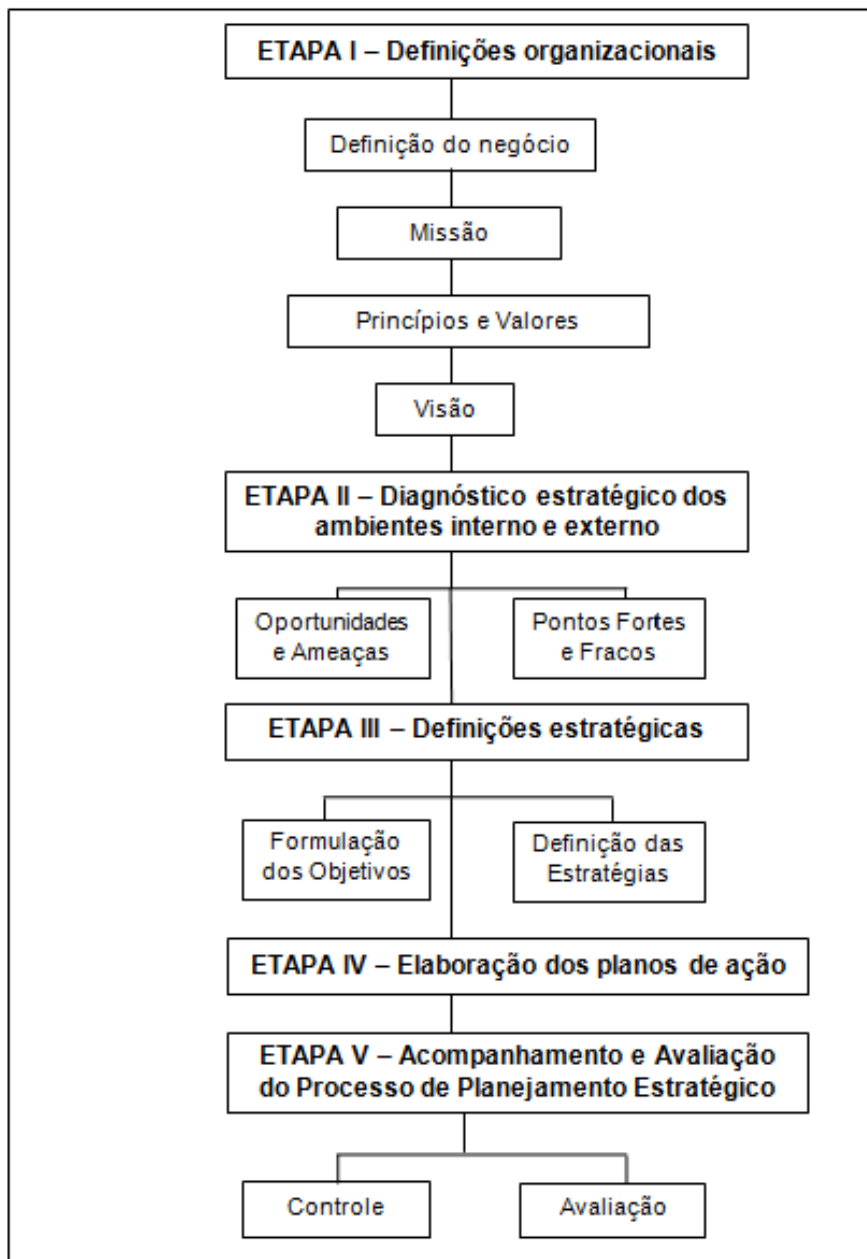 ETAPA I – Definições organizacionais
Definição do negócio
Missão
Princípios e Valores
Visão
ETAPA II – Diagnóstico estratégico dos
ambientes interno e externo
Oportunidades
e Ameaças
Pontos Fortes
e Fracos
ETAPA III – Definições estratégicas
Formulação
dos Objetivos
Definição das
Estratégias
ETAPA IV – Elaboração dos planos de ação
ETAPA V – Acompanhamento e Avaliação
do Processo de Planejamento Estratégico
Controle
Avaliação